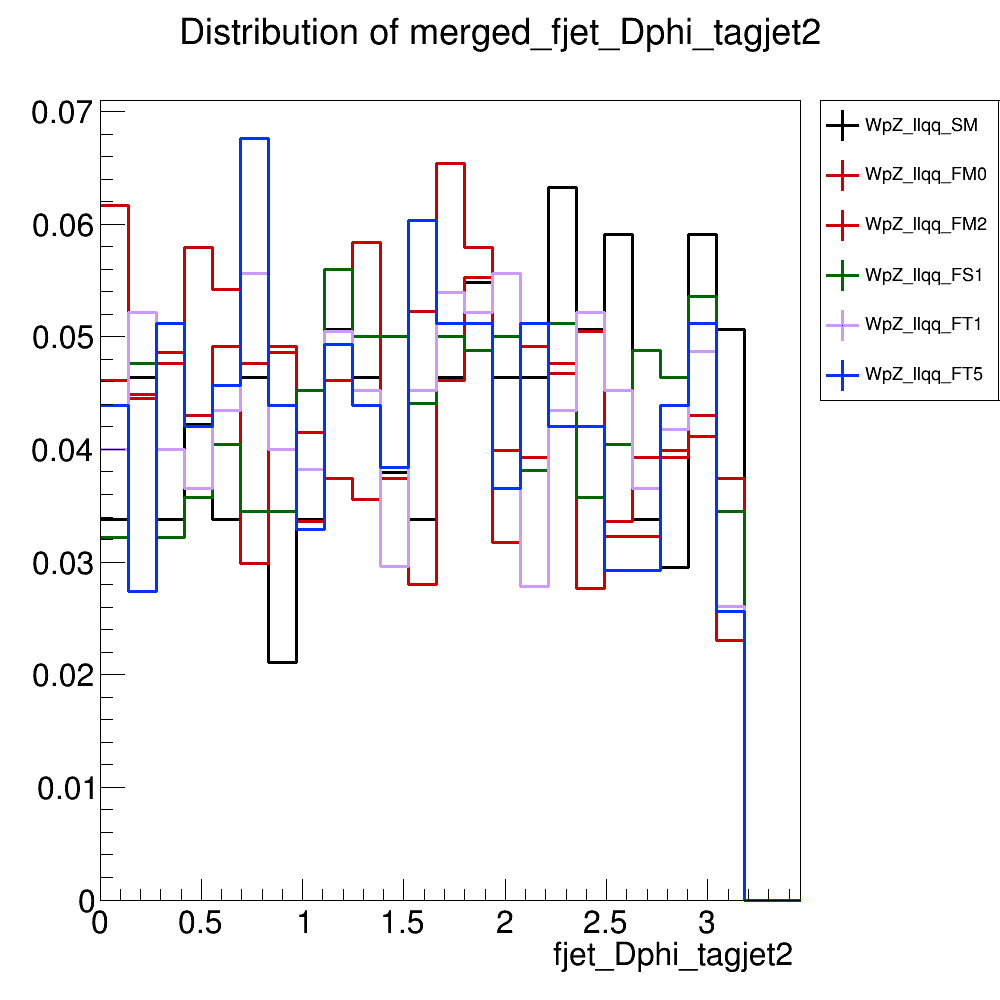 Distribution of merged_fjet_Dphi_tagjet2
0.07
0.06
0.05
0.04
0.03
0.02
0.01
0
0 0.5 1 1.5 2 2.5 3
fjet_Dphi_tagjet2
WpZ_llqq_SM
WpZ_llqq_FM0
WpZ_llqq_FM2
WpZ_llqq_FS1
WpZ_llqq_FT1
WpZ_llqq_FT5